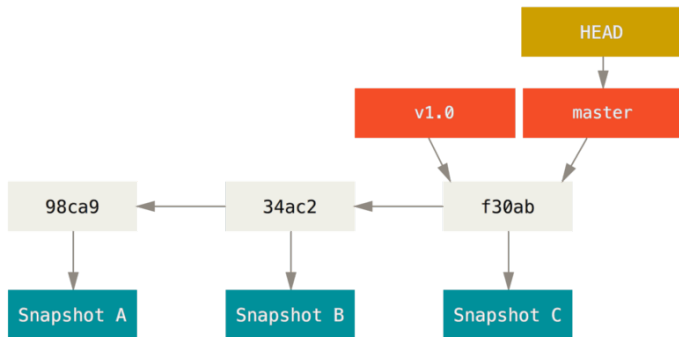 HEAD
v1.0
master
98ca9
34ac2
f30ab
Snapshot A
Snapshot B
Snapshot C